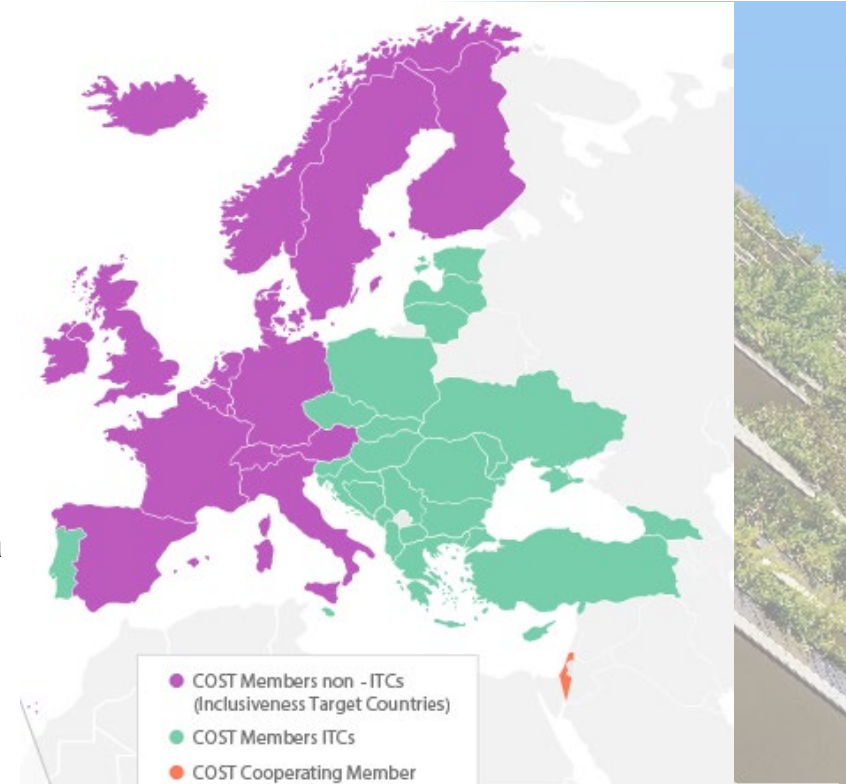 COST Members non - ITCs
(Inclusiveness Target Countries)
COST Members ITCs
COST Cooperating Member